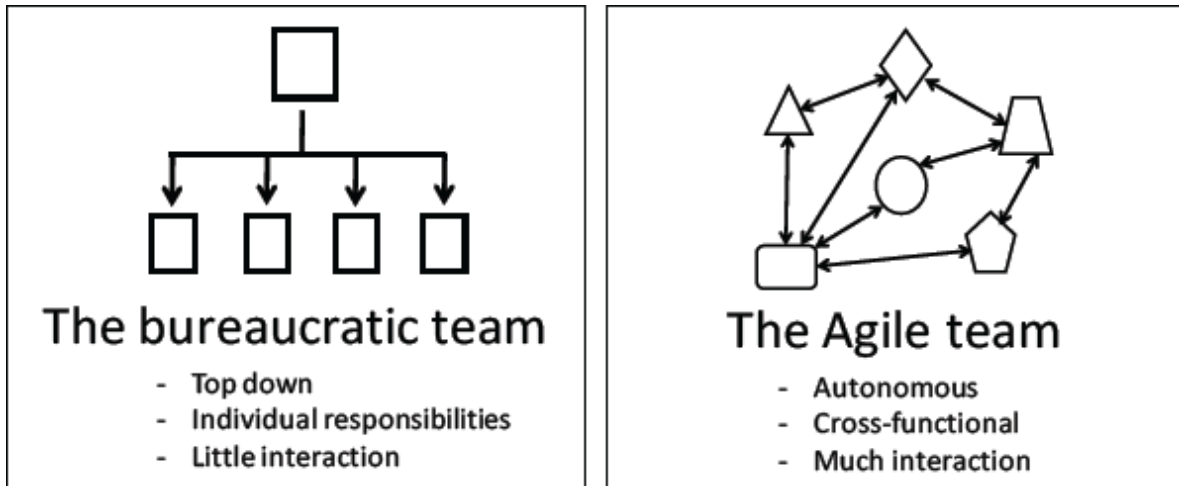 The bureaucratic team
- Top down
- Individual responsibilities
- Little interaction
The Agile team
- Autonomous
- Cross-functional
- Much interaction